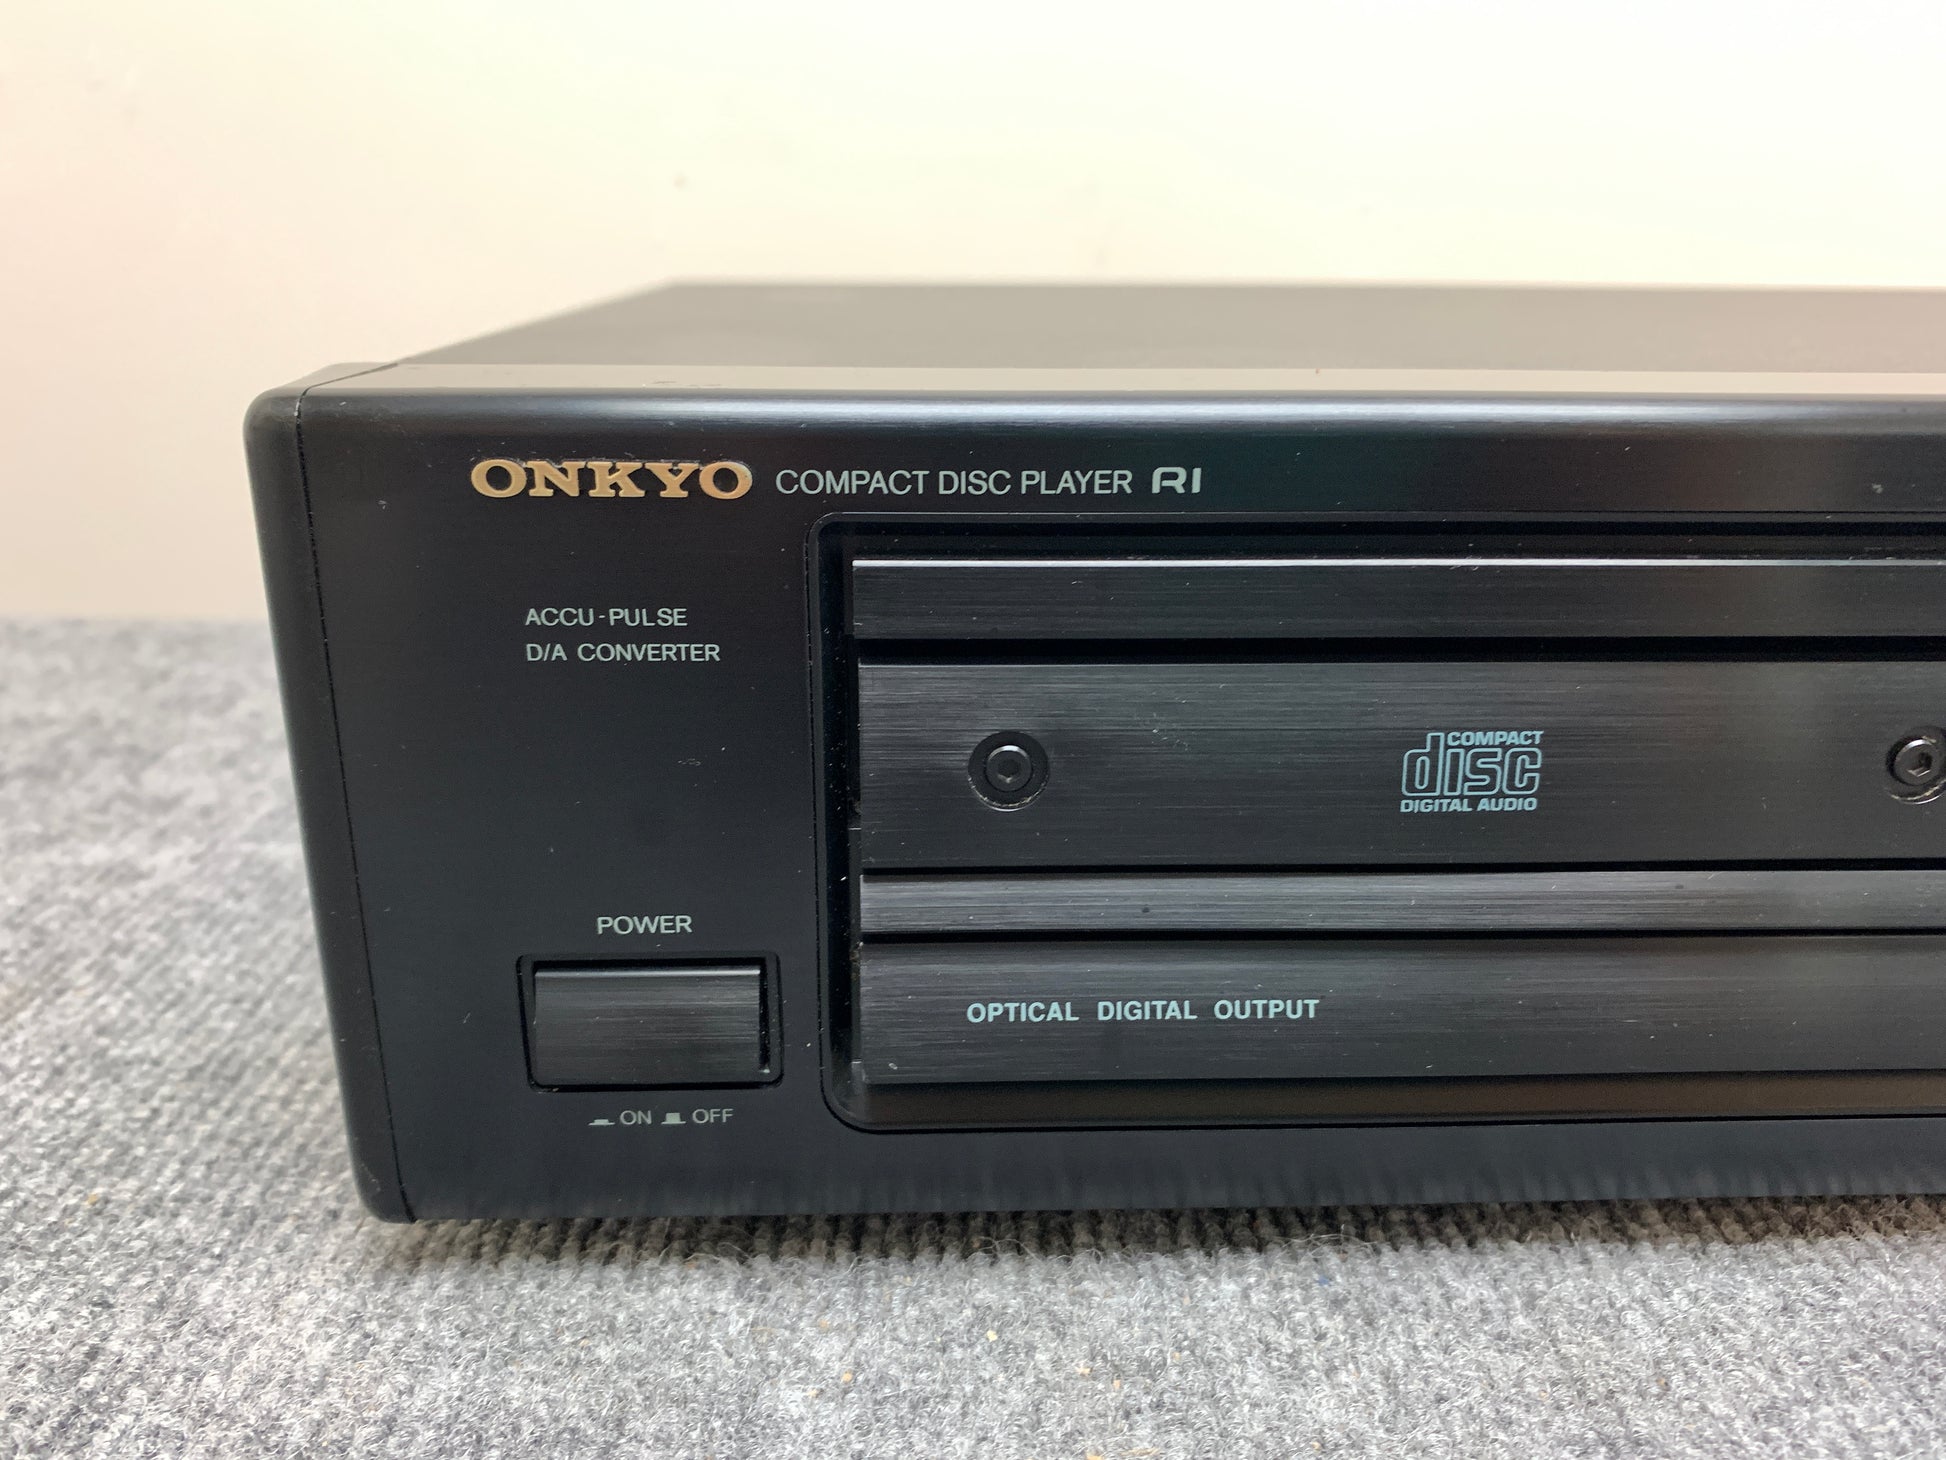 ONKYO COMPACT DISC PLAYER RI
ACCU-PULSE
D/A CONVERTER
COMPACT
disc
DIGITAL AUDIO
POWER
OPTICAL DIGITAL OUTPUT
ON OFF